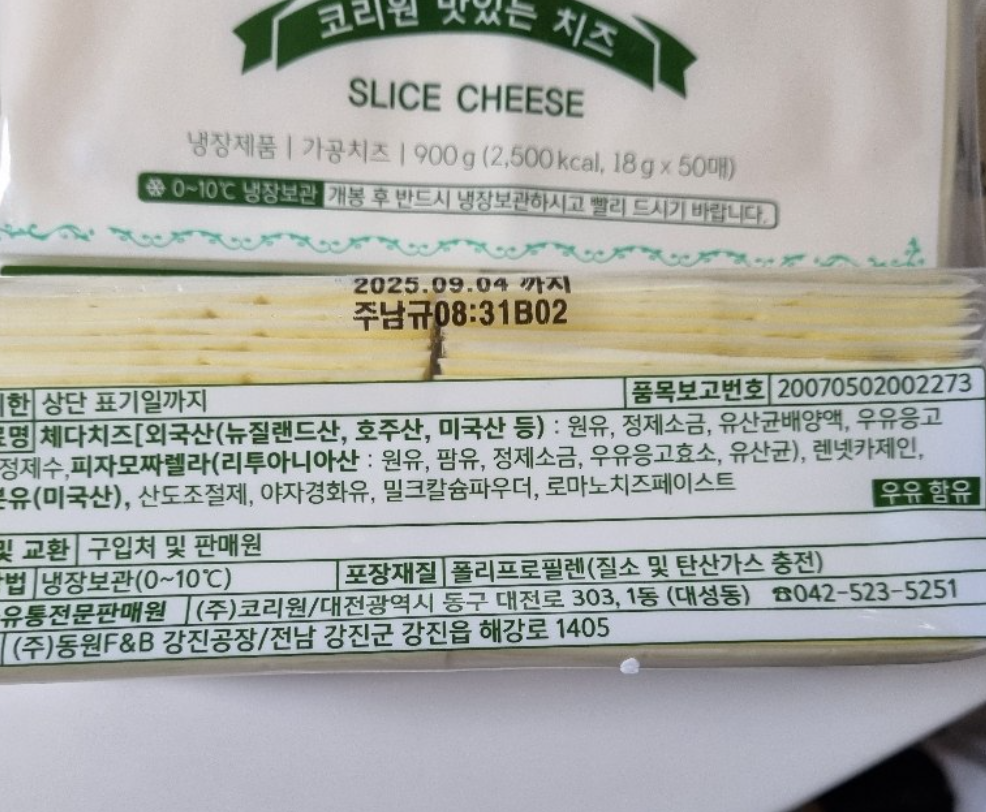 코리원 맛있는 치즈
SLICE CHEESE
냉장제품 | 가공치즈 | 900g (2,500kcal, 18g x 50매)
0~10℃ 냉장보관 개봉 후 반드시 냉장보관하시고 빨리 드시기 바랍니다.
2025.09.04 까지
주남규08:31B02
기한 상단 표기일까지 품목보고번호 20070502002273
료명 체다치즈[외국산(뉴질랜드산, 호주산, 미국산 등) : 원유, 정제소금, 유산균배양액, 우유응고
정제수, 피자모짜렐라(리투아니아산 : 원유, 팜유, 정제소금, 우유응고효소, 유산균), 렌넷카제인,
분유(미국산), 산도조절제, 야자경화유, 밀크칼슘파우더, 로마노치즈페이스트
우유 함유
및 교환 구입처 및 판매원
방법 냉장보관(0~10℃) 포장재질 폴리프로필렌(질소 및 탄산가스 충전)
유통전문판매원 (주)코리원/대전광역시 동구 대전로 303, 1동 (대성동) ☎042-523-5251
(주)동원F&B 강진공장/전남 강진군 강진읍 해강로 1405